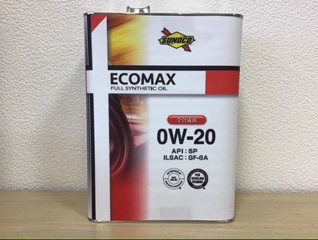 SUNOCO
ECOMAX
FULL SYNTHETIC OIL
0W-20
API : SP
ILSAC : GF-6A